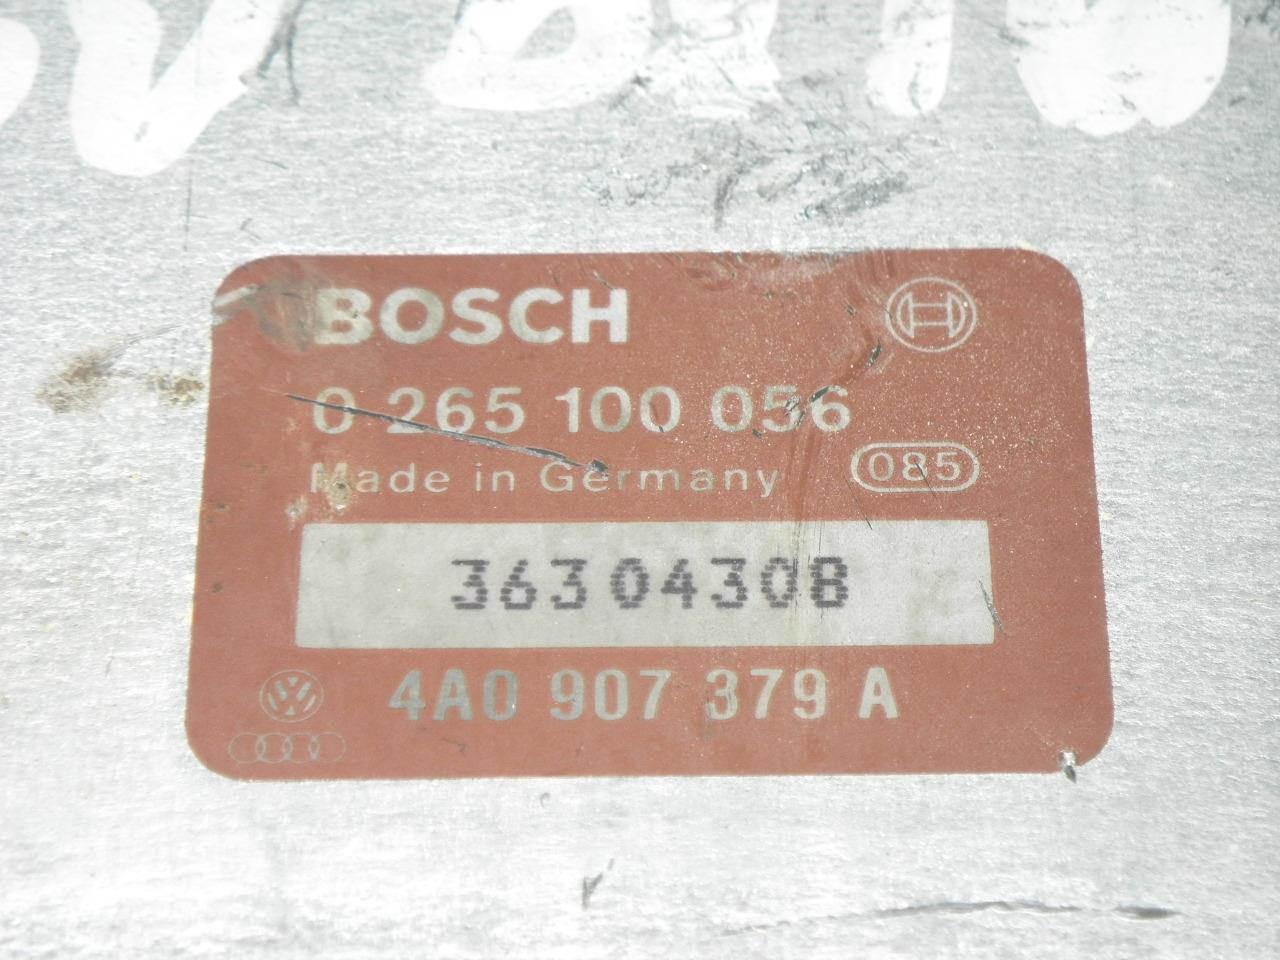 BOSCH
0 265 100 056
Made in Germany 085
36304308
4A0 907 379 A